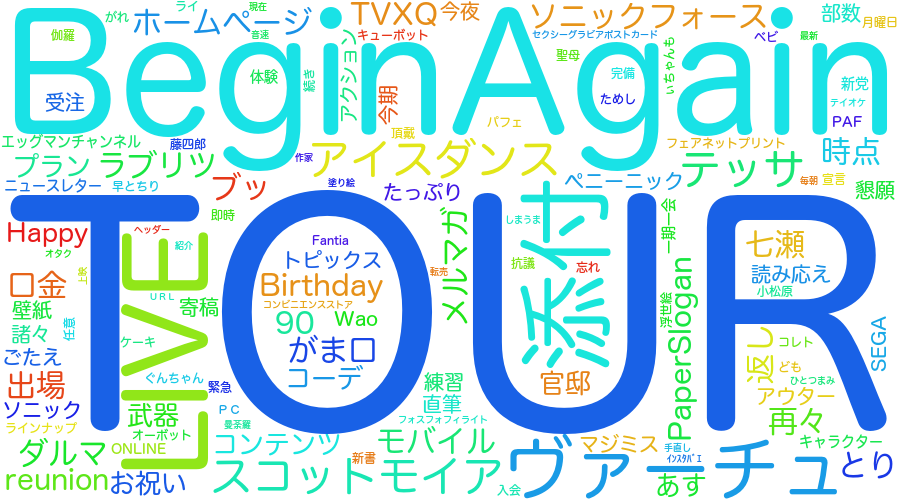 Begin Again
TOUR
LIVE
添付
ヴァーチュ
スコットモイア
アイスダンス
ソニックフォース
TVXQ
今夜
ホームページ
ライ
現在
がれ
伽羅
音速
キューポット
セクシーグラビアポストカード
ベビ
最新
部数
月曜日
受注
体験
続き
アクション
今期
聖母
完備
いちゃんも
ためし
新党
テイオケ
PAF
頂蔵
パフェ
エッグマンチャンネル
藤四郎
作家
フェアネットプリント
時点
プラン
ラブリツ
テッサ
ニュースレター
早とちり
ブッ
塗り絵
たっぷり
ペニーニック
毎朝
宣言
懇願
即時
Happy
ヘッダー
オタク
紹介
Fantia
しまうま
一期一会
七瀬
トピックス
メルマガ
転売
抗議
忘れ
読み応え
口金
Birthday
URL
コンビニエンスストア
小松原
壁紙
寄稿
90
Wao
浮世絵
諸々
任意
ケーキ
がま口
返し
コレト
SEGA
ごたえ
ぐんちゃん
コーデ
練習
官邸
PaperSlogan
ども
ひとつまみ
出場
緊急
直筆
アウター
ソニック
武器
PC
フォスフォフィライト
再々
ラインナップ
オーボット
曼荼羅
ONLINE
コンテンツ
モバイル
マジミス
手直し
キャラクター
ダルマ
新書
インスタバエ
とり
reunion
お祝い
入会
あす